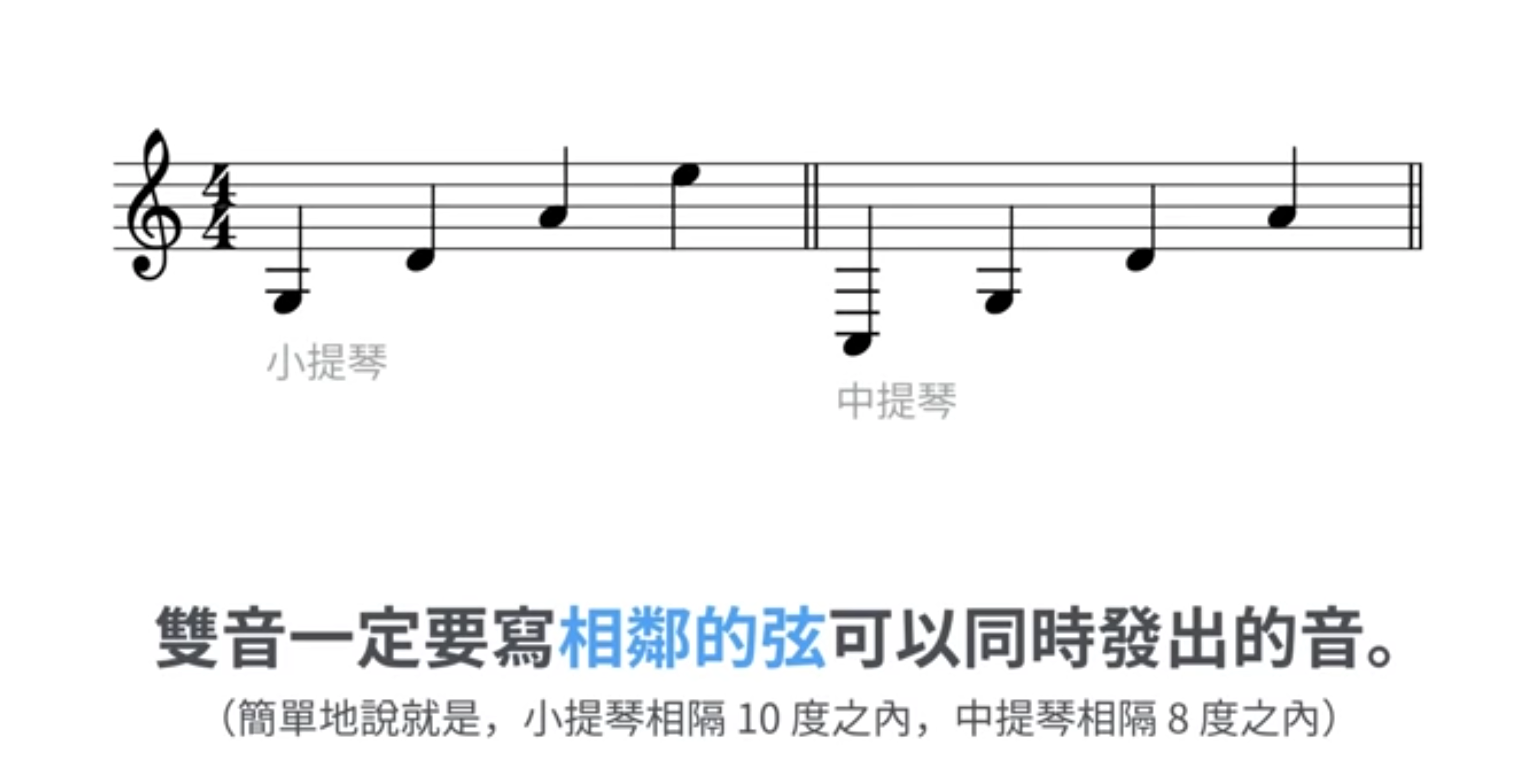 4
4
小提琴
中提琴
雙音一定要寫相鄰的弦可以同時發出的音。
（簡單地說就是，小提琴相隔 10 度之內，中提琴相隔 8 度之內）